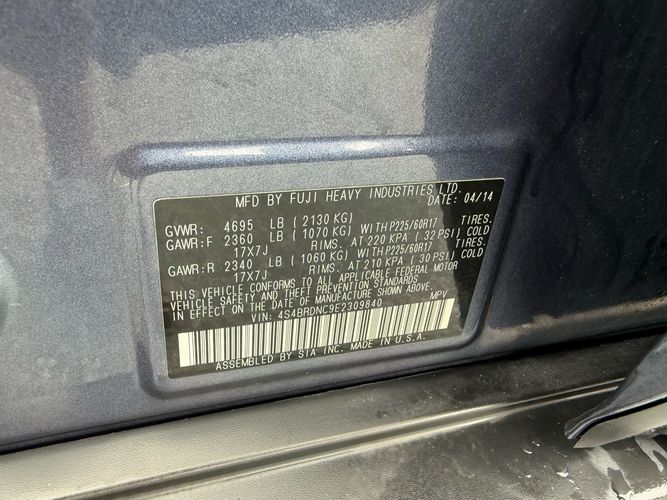 MFD BY FUJI HEAVY INDUSTRIES LTD.
DATE: 04/14
GVWR: 4695 LB ( 2130 KG)
GAWR:F 2360 LB ( 1070 KG) WITH P225/60R17 TIRES.
17X7J RIMS. AT 220 KPA ( 32 PSI) COLD
GAWR:R 2340 LB ( 1060 KG) WITH P225/60R17 TIRES.
17X7J RIMS. AT 210 KPA ( 30 PSI) COLD
THIS VEHICLE CONFORMS TO ALL APPLICABLE FEDERAL MOTOR
VEHICLE SAFETY AND THEFT PREVENTION STANDARDS
IN EFFECT ON THE DATE OF MANUFACTURE SHOWN ABOVE.
VIN: MPV
ASSEMBLED BY SIA INC. MADE IN U.S.A.